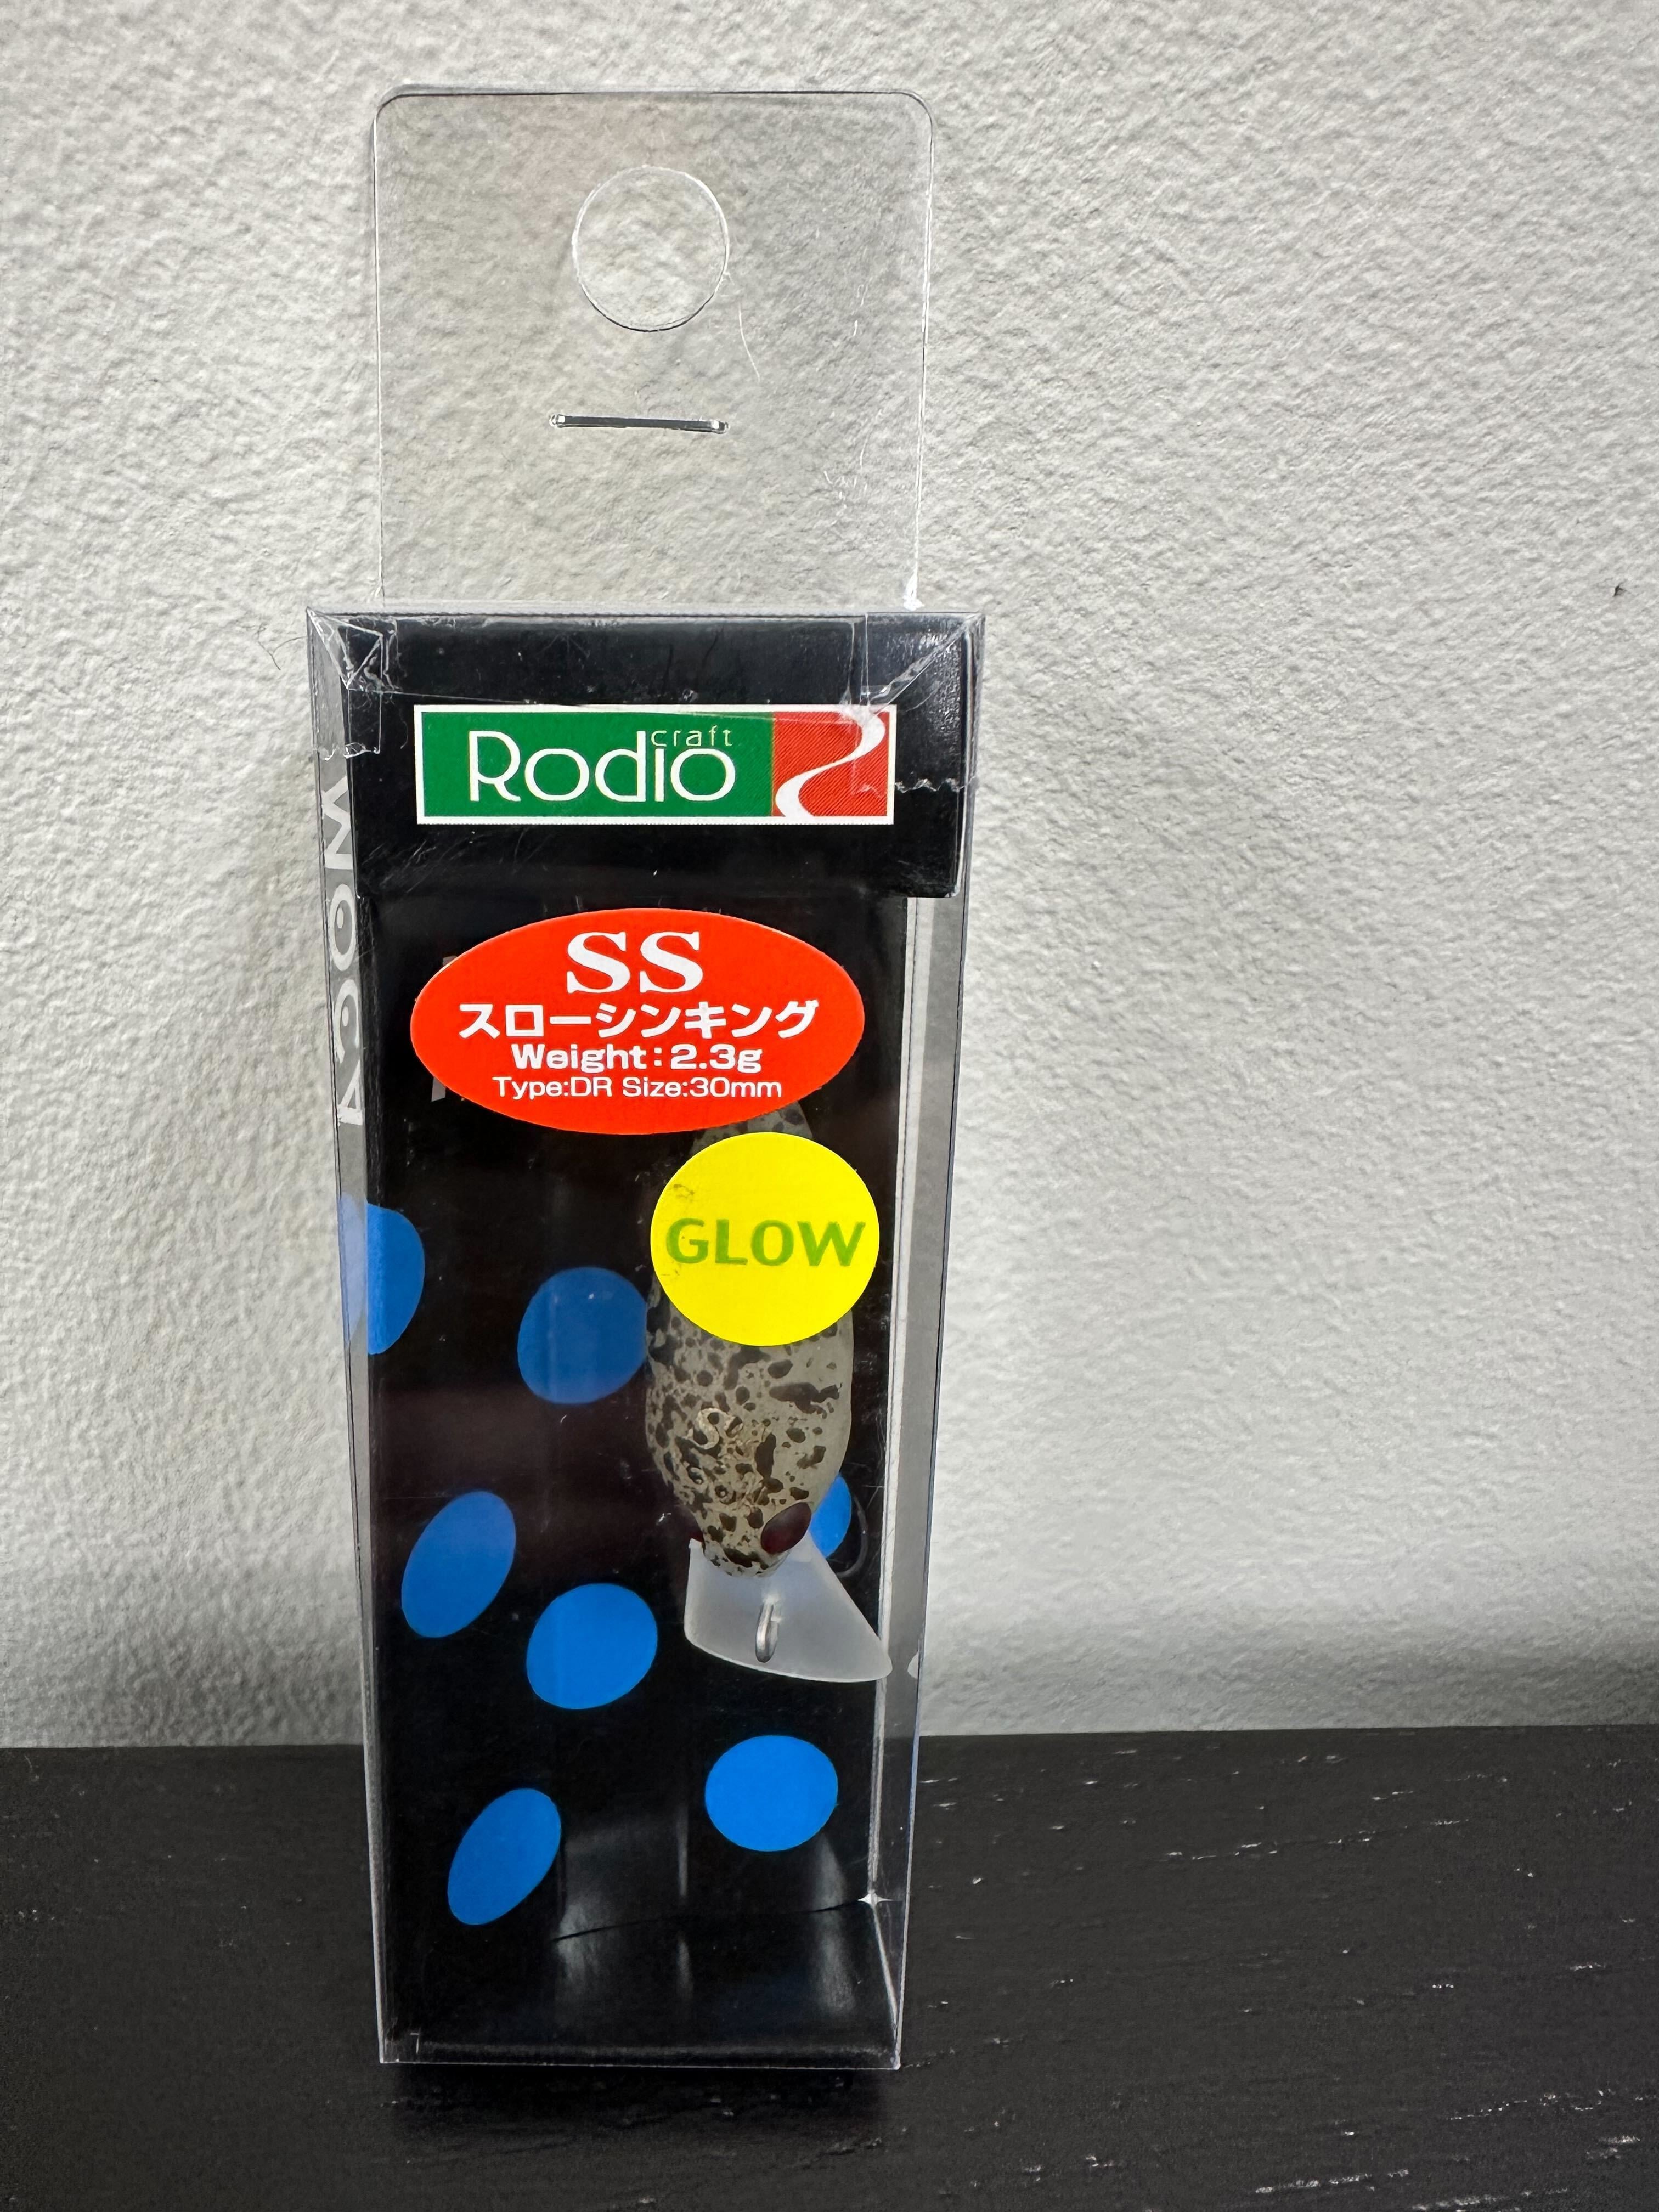 Rodio craft
SS
スローシンキング
Weight:2.3g
Type:DR Size:30mm
GLOW